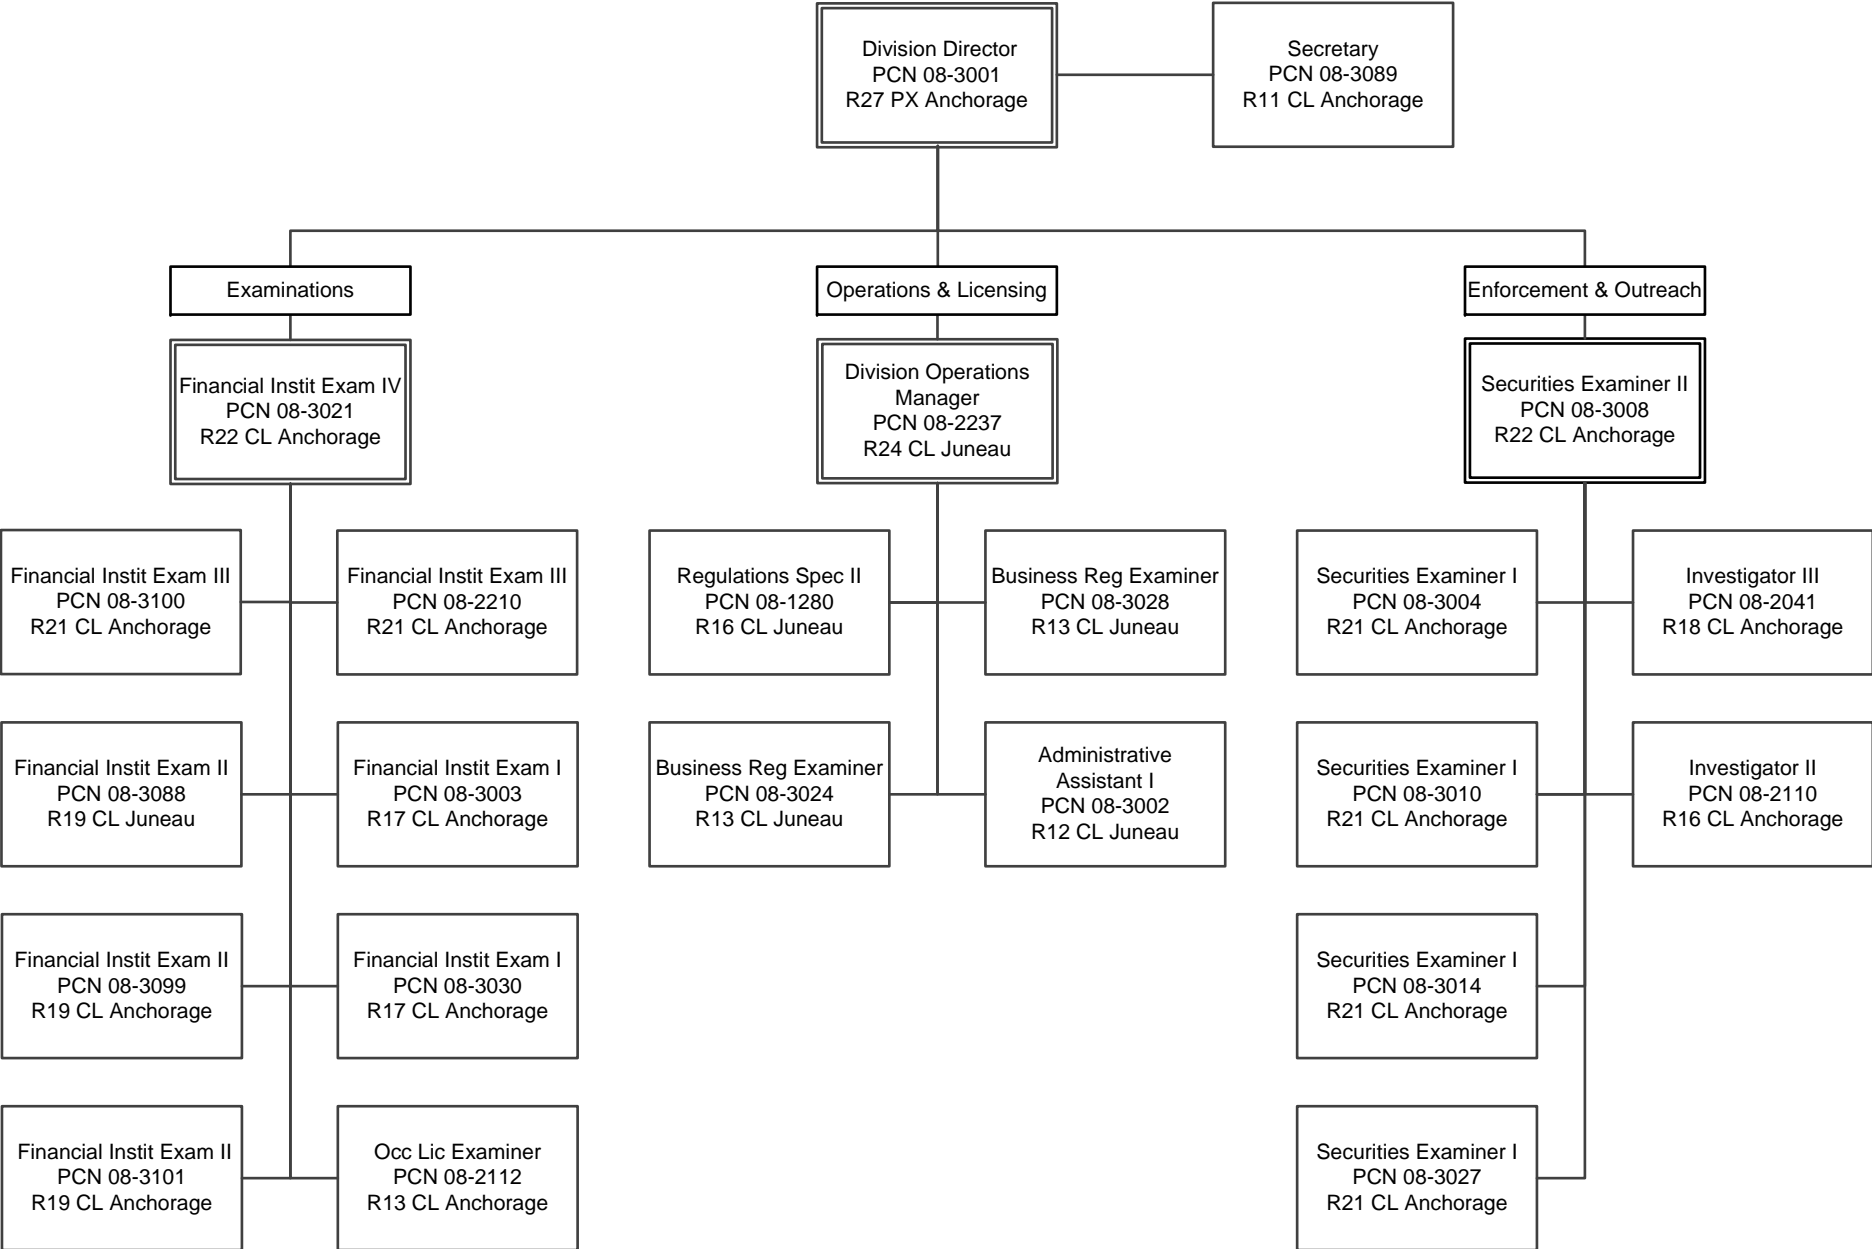 Division Director
PCN 08-3001
R27 PX Anchorage
Secretary
PCN 08-3089
R11 CL Anchorage
Examinations
Operations & Licensing
Enforcement & Outreach
Financial Instit Exam IV
PCN 08-3021
R22 CL Anchorage
Division Operations
Manager
PCN 08-2237
R24 CL Juneau
Securities Examiner II
PCN 08-3008
R22 CL Anchorage
Financial Instit Exam III
PCN 08-3100
R21 CL Anchorage
Financial Instit Exam III
PCN 08-2210
R21 CL Anchorage
Regulations Spec II
PCN 08-1280
R16 CL Juneau
Business Reg Examiner
PCN 08-3028
R13 CL Juneau
Securities Examiner I
PCN 08-3004
R21 CL Anchorage
Investigator III
PCN 08-2041
R18 CL Anchorage
Financial Instit Exam II
PCN 08-3088
R19 CL Juneau
Financial Instit Exam I
PCN 08-3003
R17 CL Anchorage
Business Reg Examiner
PCN 08-3024
R13 CL Juneau
Administrative
Assistant I
PCN 08-3002
R12 CL Juneau
Securities Examiner I
PCN 08-3010
R21 CL Anchorage
Investigator II
PCN 08-2110
R16 CL Anchorage
Financial Instit Exam II
PCN 08-3099
R19 CL Anchorage
Financial Instit Exam I
PCN 08-3030
R17 CL Anchorage
Securities Examiner I
PCN 08-3014
R21 CL Anchorage
Financial Instit Exam II
PCN 08-3101
R19 CL Anchorage
Occ Lic Examiner
PCN 08-2112
R13 CL Anchorage
Securities Examiner I
PCN 08-3027
R21 CL Anchorage